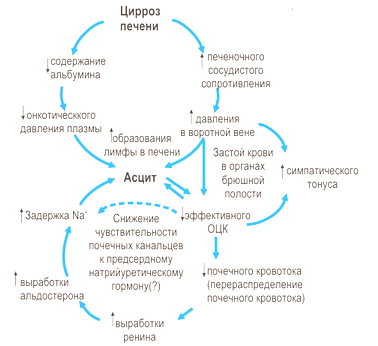 Цирроз
печени
↓ содержание
альбумина
↑ печеночного
сосудистого
сопротивления
↓ онкотичесского
давления плазмы
↑ образования
лимфы в печени
↑ давления
в воротной вене
Застой крови
в органах
брюшной
полости
↑ симпатического
тонуса
Асцит
↑ Задержка Na⁺
Снижение
чувствительности
почечных канальцев
к предсердному
натрийуретическому
гормону(?)
↓ эффективного
ОЦК
↑ выработки
альдостерона
↓ почечного кровотока
(перераспределение
почечного кровотока)
↑ выработки
ренина